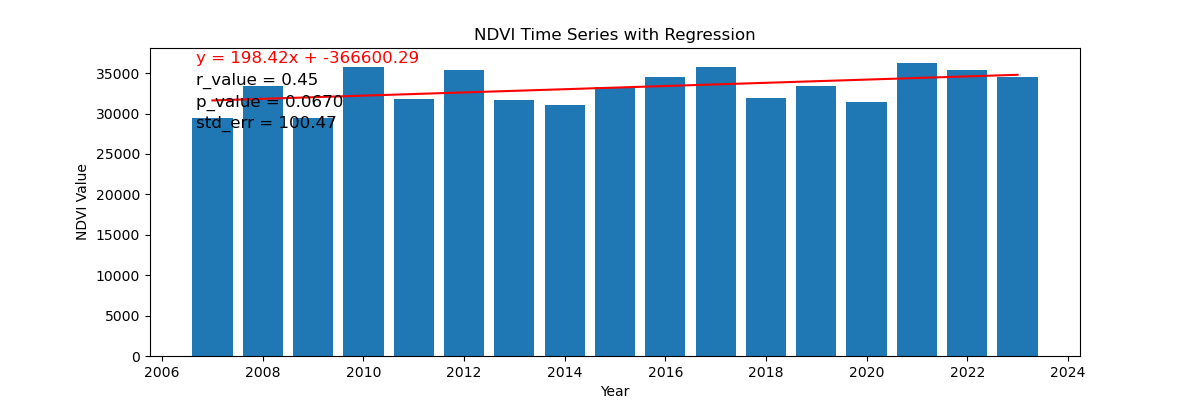 NDVI Time Series with Regression
y = 198.42x + -366600.29
r_value = 0.45
p_value = 0.0670
std_err = 100.47
35000
30000
25000
20000
15000
10000
5000
0
NDVI Value
2006 2008 2010 2012 2014 2016 2018 2020 2022 2024
Year